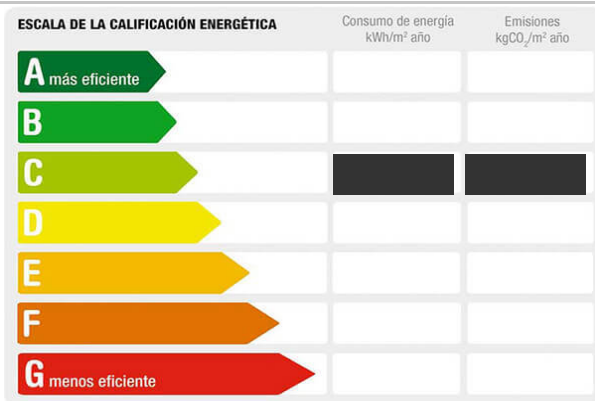 ESCALA DE LA CALIFICACIÓN ENERGÉTICA
Consumo de energía
kWh/m² año
Emisiones
kgCO₂/m² año
A más eficiente
B
C
D
E
F
G menos eficiente